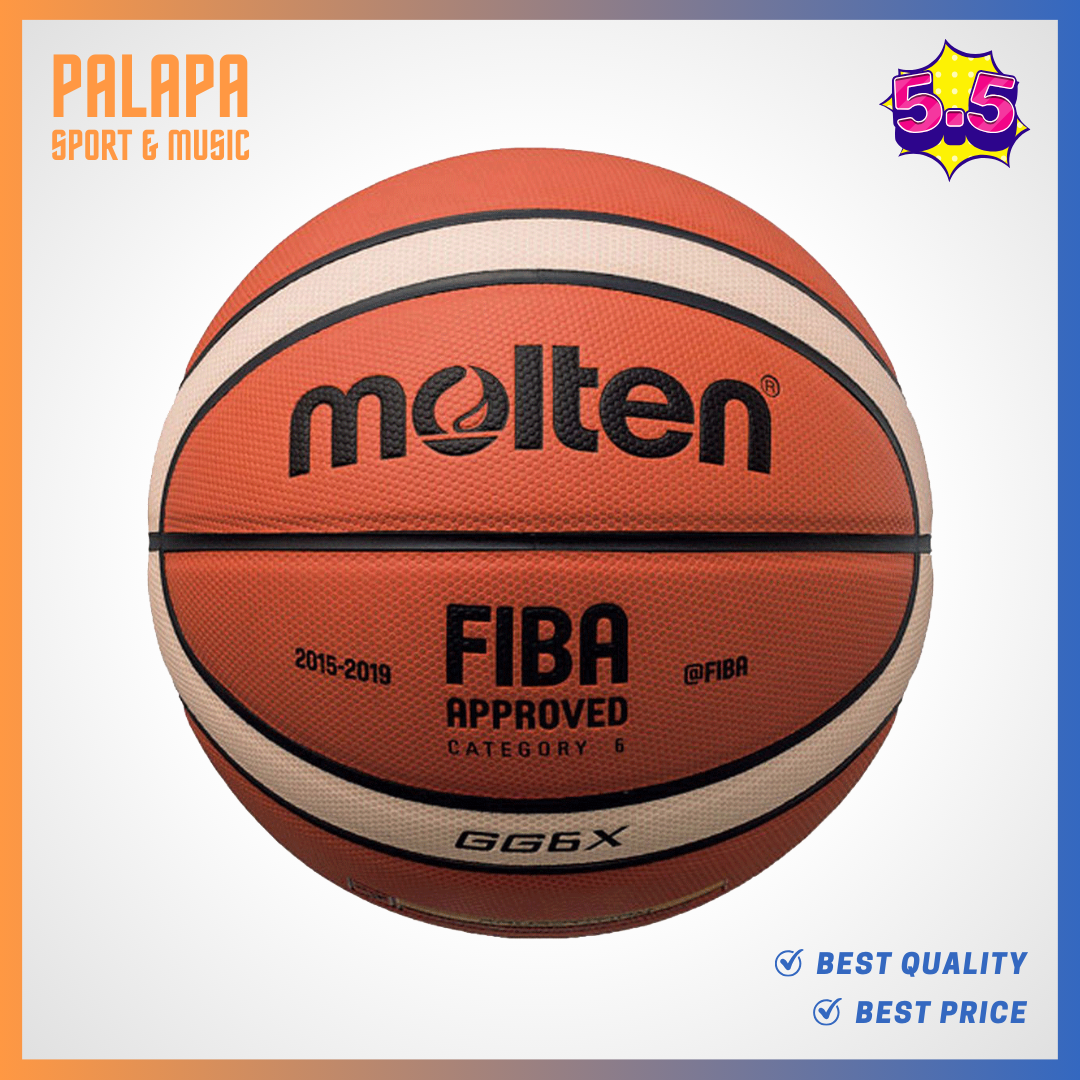 PALAPA
SPORT & MUSIC
5.5
molten®
FIBA
2015-2019
@FIBA
APPROVED
CATEGORY 6
GG6X
BEST QUALITY
BEST PRICE